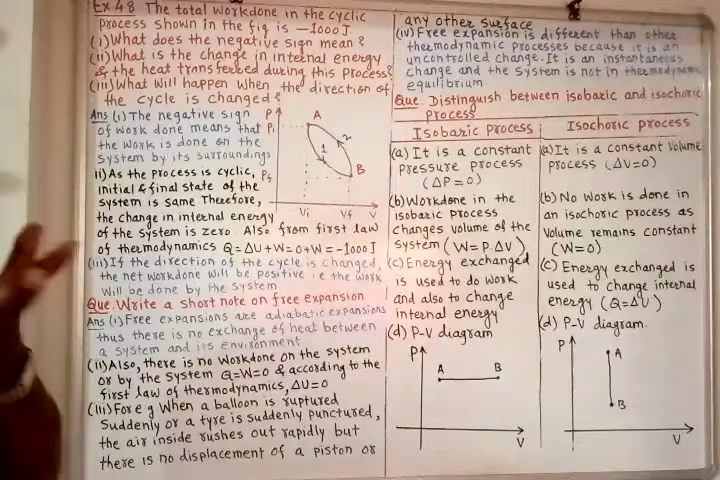 Ex 4.8 The total workdone in the cyclic
process shown in the fig is -1000J
(i) What does the negative sign mean?
(ii) What is the change in internal energy
& the heat transferred during this process?
(iii) What will happen when the direction of
the cycle is changed?
Ans (i) The negative sign
of work done means that
the work is done on the
system by its surroundings
ii) As the process is cyclic,
initial & final state of the
system is same Therefore,
the change in internal energy
of the system is zero. Also from first law
of thermodynamics Q=ΔU+W=0+W=-1000J
(iii) If the direction of the cycle is changed,
the net workdone will be positive i.e the work
will be done by the system
P
Pi
Pf
A
2
1
B
Vi
Vf
V
Que. Write a short note on free expansion
Ans (i) Free expansions are adiabatic expansions
thus there is no exchange of heat between
a system and its environment
(ii) Also, there is no workdone on the system
or by the system Q=W=0 & according to the
first law of thermodynamics, ΔU=0
(iii) For e g When a balloon is ruptured
suddenly or a tyre is suddenly punctured,
the air inside rushes out rapidly but
there is no displacement of a piston or
any other surface
(iv) Free expansion is different than other
thermodynamic processes because it is an
uncontrolled change. It is an instantaneous
change and the system is not in thermodynamic
equilibrium
Que. Distinguish between isobaric and isochoric
process
Isobaric process
(a) It is a constant
pressure process
(ΔP=0)
(b) Workdone in the
isobaric process
changes volume of the
system (W=PΔV)
(c) Energy exchanged
is used to do work
and also to change
internal energy
(d) P-V diagram
P
A
B
V
Isochoric process
(a) It is a constant volume
process (ΔV=0)
(b) No work is done in
an isochoric process as
volume remains constant
(W=0)
(c) Energy exchanged is
used to change internal
energy (Q=ΔU)
(d) P-V diagram.
P
A
B
V